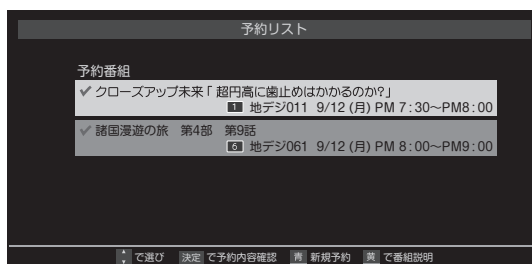 予約リスト
予約番組
✔ クローズアップ未来「 超円高に歯止めはかかるのか?」
1 地デジ011 9/12 (月) PM 7:30〜PM8:00
✔ 諸国漫遊の旅 第4部 第9話
6 地デジ061 9/12 (月) PM 8:00〜PM9:00
で選び 決定 で予約内容確認 青 新規予約 黄 で番組説明